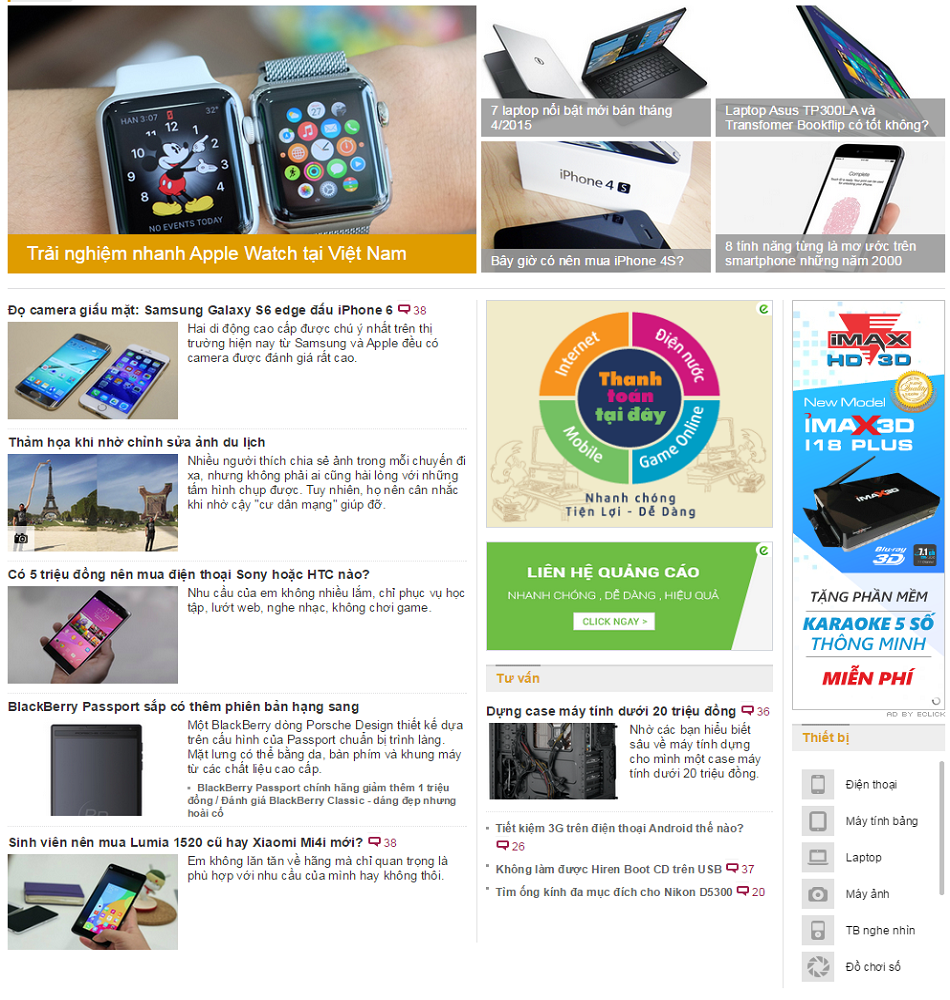 HAN 3:07
32°
12
NO EVENTS TODAY
Trải nghiệm nhanh Apple Watch tại Việt Nam
7 laptop nổi bật mới bán tháng
4/2015
Laptop Asus TP300LA và
Transfomer Bookflip có tốt không?
iPhone 4 S
Bây giờ có nên mua iPhone 4S?
Complete
8 tính năng từng là mơ ước trên
smartphone những năm 2000
Đọ camera giấu mặt: Samsung Galaxy S6 edge đấu iPhone 6 38
Hai di động cao cấp được chú ý nhất trên thị
trường hiện nay từ Samsung và Apple đều có
camera được đánh giá rất cao.
Thảm họa khi nhờ chỉnh sửa ảnh du lịch
Nhiều người thích chia sẻ ảnh trong mỗi chuyến đi
xa, nhưng không phải ai cũng hài lòng với những
tấm hình chụp được. Tuy nhiên, họ nên cân nhắc
khi nhờ cậy "cư dân mạng" giúp đỡ.
Có 5 triệu đồng nên mua điện thoại Sony hoặc HTC nào?
Nhu cầu của em không nhiều lắm, chỉ phục vụ học
tập, lướt web, nghe nhạc, không chơi game.
BlackBerry Passport sắp có thêm phiên bản hạng sang
Một BlackBerry dòng Porsche Design thiết kế dựa
trên cấu hình của Passport chuẩn bị trình làng.
Mặt lưng có thể bằng da, bàn phím và khung máy
từ các chất liệu cao cấp.
BlackBerry Passport chính hãng giảm thêm 1 triệu
đồng / Đánh giá BlackBerry Classic - dáng đẹp nhưng
hoài cổ
Sinh viên nên mua Lumia 1520 cũ hay Xiaomi Mi4i mới? 38
Em không lăn tăn về hãng mà chỉ quan trọng là
phù hợp với nhu cầu của mình hay không thôi.
Internet
Điện nước
Mobile
Game Online
Thanh
toán
tại đây
Nhanh chóng
Tiện Lợi - Dễ Dàng
LIÊN HỆ QUẢNG CÁO
NHANH CHÓNG , DỄ DÀNG , HIỆU QUẢ
CLICK NGAY >
Tư vấn
Dựng case máy tính dưới 20 triệu đồng 36
Nhờ các bạn hiểu biết
sâu về máy tính dựng
cho mình một case máy
tính dưới 20 triệu đồng.
Tiết kiệm 3G trên điện thoại Android thế nào?
26
Không làm được Hiren Boot CD trên USB 37
Tìm ống kính đa mục đích cho Nikon D5300 20
iMAX
HD 3D
Quality
New Model
iMAX3D
I18 PLUS
iMAX3D
Blu-ray
3D
7.1
TẶNG PHẦN MỀM
KARAOKE 5 SỐ
THÔNG MINH
MIỄN PHÍ
AD BY ECLICK
Thiết bị
Điện thoại
Máy tính bảng
Laptop
Máy ảnh
TB nghe nhìn
Đồ chơi số